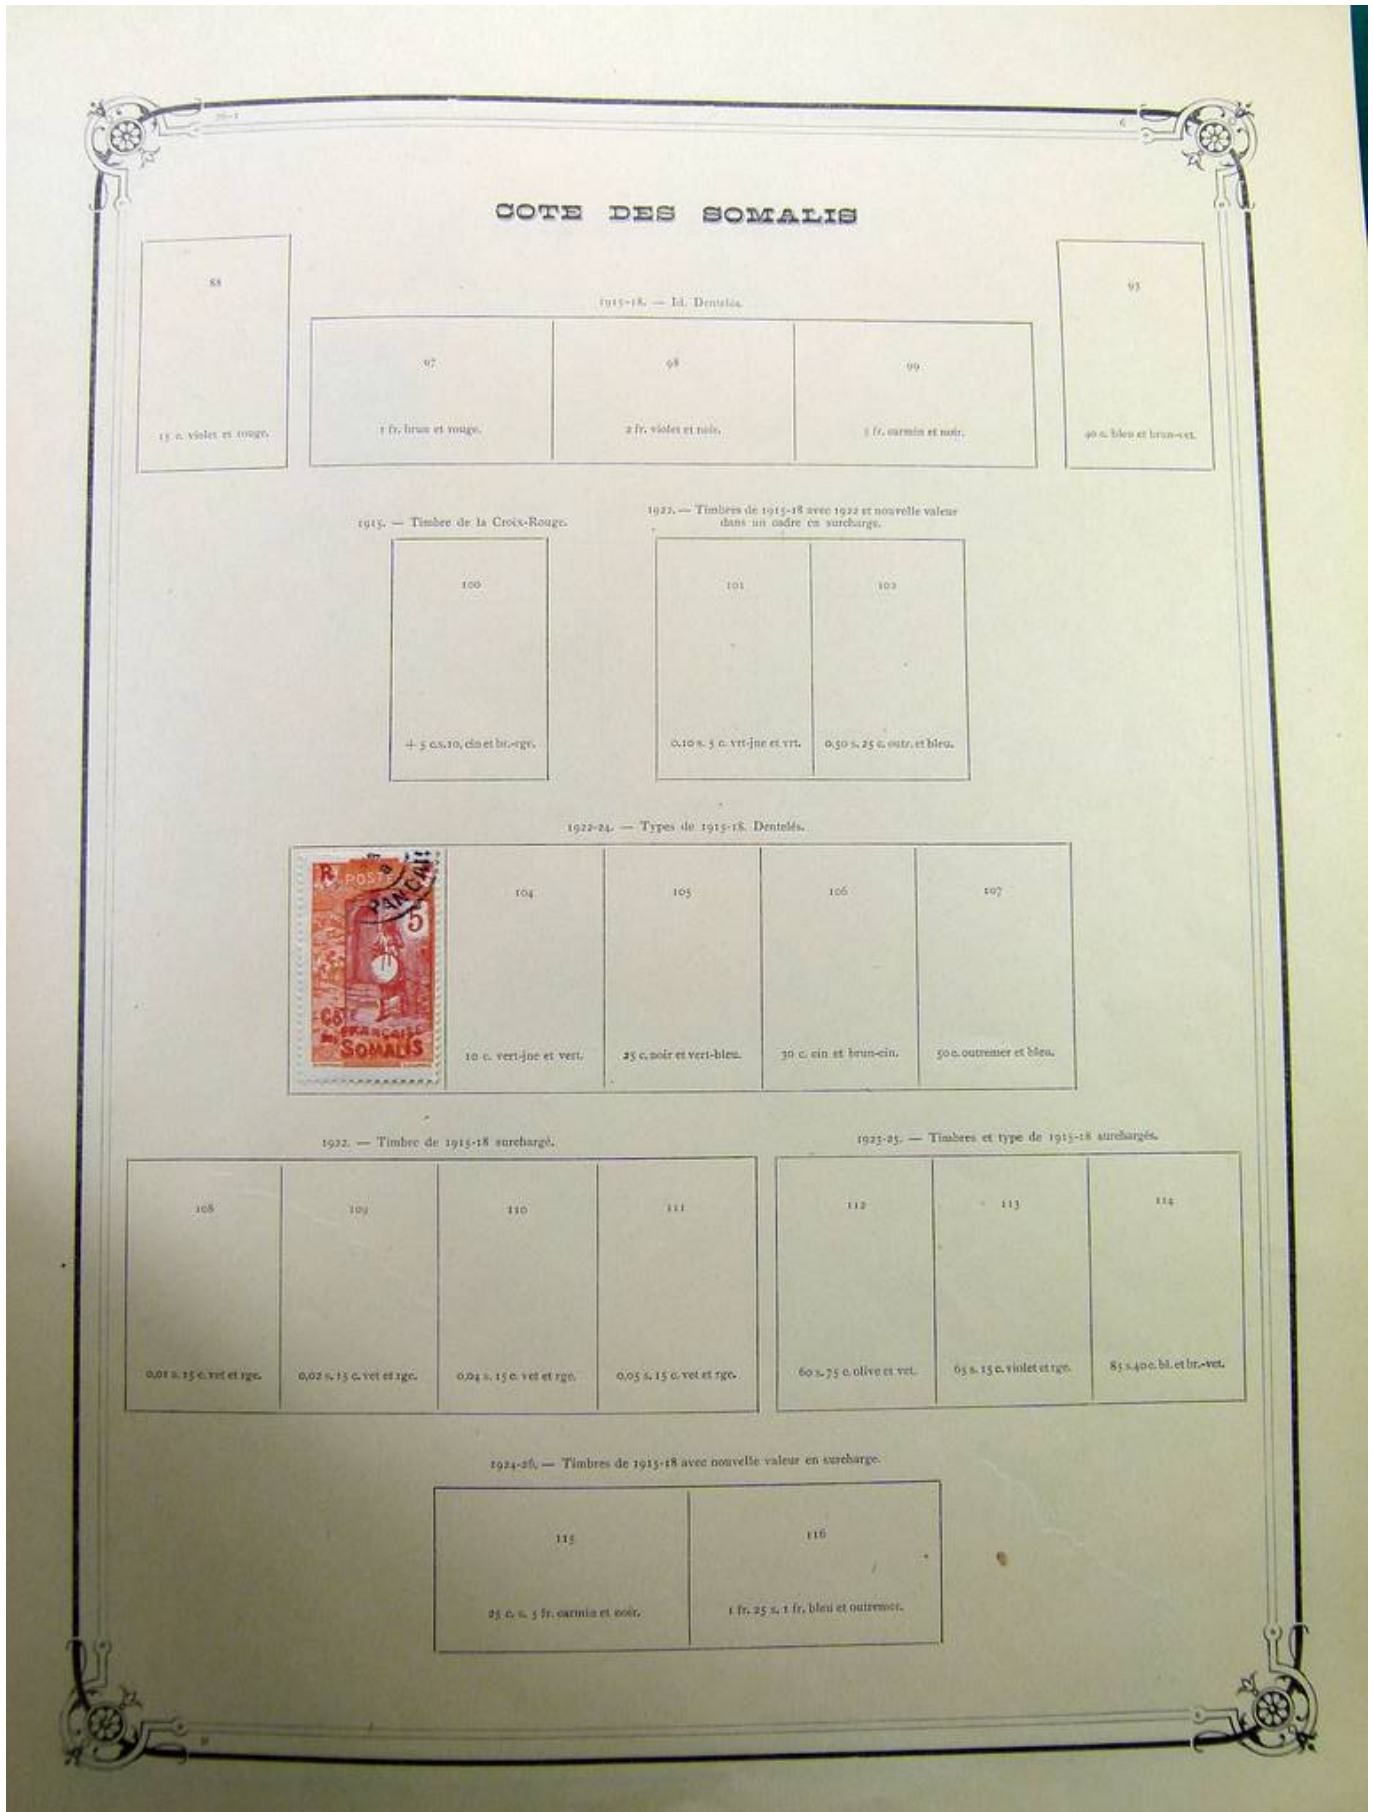 6
COTE DES SOMALIS
88
15 c. violet et rouge.
1915-18. — Id. Dentelés.
97
1 fr. brun et rouge.
98
2 fr. violet et noir.
99
5 fr. carmin et noir.
93
40 c. bleu et brun-vet.
1915. — Timbre de la Croix-Rouge.
100
+ 5 c.s.10, cin et br.-rge.
1922. — Timbres de 1915-18 avec 1922 et nouvelle valeur
dans un cadre en surcharge.
101
0.10 s. 5 c. vrt-jne et vrt.
102
0.50 s. 25 c. outr. et bleu.
1922-24. — Types de 1915-18. Dentelés.
POSTE
5
FRANÇAISE
SOMALIS
104
10 c. vert-jne et vert.
105
25 c. noir et vert-bleu.
106
30 c. cin et brun-cin.
107
50 c. outremer et bleu.
1922. — Timbre de 1915-18 surchargé.
108
0,01 s. 15 c. vet et rge.
109
0,02 s. 15 c. vet et rge.
110
0,04 s. 15 c. vet et rge.
111
0,05 s. 15 c. vet et rge.
1923-25. — Timbres et type de 1915-18 surchargés.
112
60 s. 75 c. olive et vet.
113
65 s. 15 c. violet et rge.
114
85 s.40 c. bl. et br.-vet.
1924-26. — Timbres de 1915-18 avec nouvelle valeur en surcharge.
115
25 c. s. 5 fr. carmin et noir.
116
1 fr. 25 s. 1 fr. bleu et outremer.